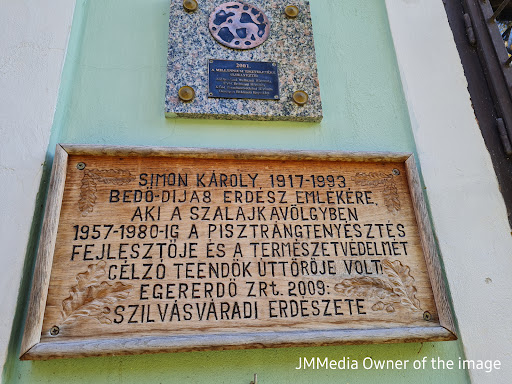 2001
A MILLENNIUM
SIMON KÁROLY, 1917-1993,
BEDŐ-DÍJAS ERDÉSZ EMLÉKÉRE,
AKI A SZALAJKAVÖLGYBEN
1957-1980-IG A PISZTRÁNGTENYÉSZTÉS
FEJLESZTŐJE ÉS A TERMÉSZETVÉDELMET
CÉLZÓ TEENDŐK ÚTTÖRŐJE VOLT!
EGERERDŐ ZRT. 2009:
SZILVÁSVÁRADI ERDÉSZETE
JMMedia Owner of the image